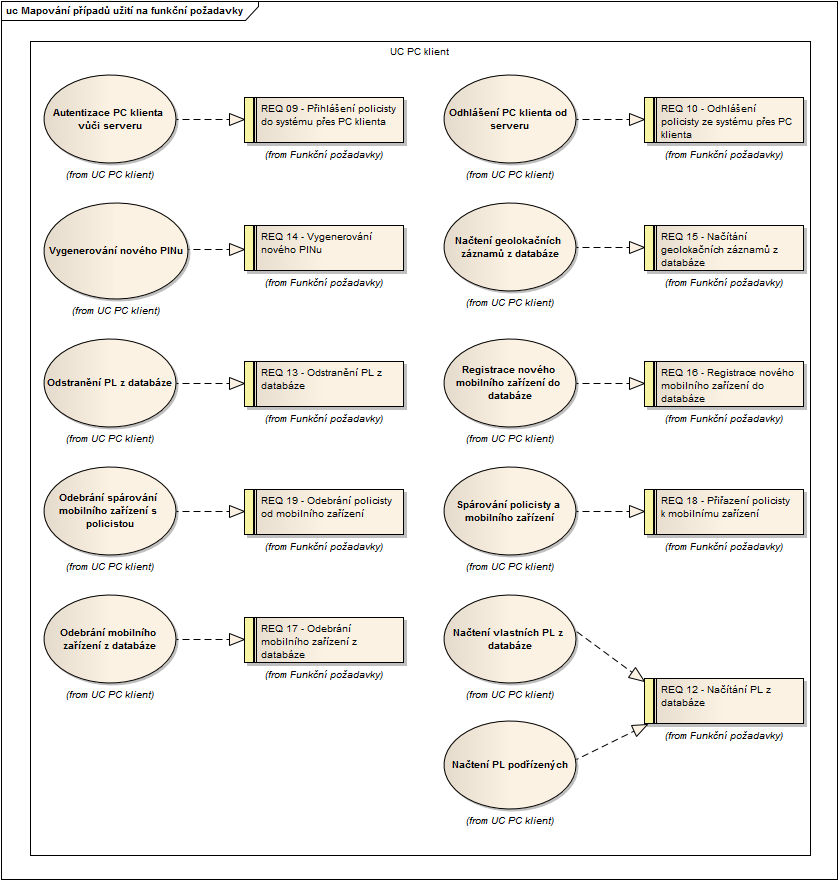 uc Mapování případů užití na funkční požadavky
UC PC klient
Autentizace PC klienta
vůči serveru
(from UC PC klient)
REQ 09 - Přihlášení policisty
do systému přes PC klienta
(from Funkční požadavky)
Odhlášení PC klienta od
serveru
(from UC PC klient)
REQ 10 - Odhlášení
policisty ze systému přes PC
klienta
(from Funkční požadavky)
Vygenerování nového PINu
(from UC PC klient)
REQ 14 - Vygenerování
nového PINu
(from Funkční požadavky)
Načtení geolokačních
záznamů z databáze
(from UC PC klient)
REQ 15 - Načítání
geolokačních záznamů z
databáze
(from Funkční požadavky)
Odstranění PL z databáze
(from UC PC klient)
REQ 13 - Odstranění PL z
databáze
(from Funkční požadavky)
Registrace nového
mobilního zařízení do
databáze
(from UC PC klient)
REQ 16 - Registrace nového
mobilního zařízení do
databáze
(from Funkční požadavky)
Odebrání spárování
mobilního zařízení s
policistou
(from UC PC klient)
REQ 19 - Odebrání policisty
od mobilního zařízení
(from Funkční požadavky)
Spárování policisty a
mobilního zařízení
(from UC PC klient)
REQ 18 - Přiřazení policisty
k mobilnímu zařízení
(from Funkční požadavky)
Odebrání mobilního
zařízení z databáze
(from UC PC klient)
REQ 17 - Odebrání
mobilního zařízení z
databáze
(from Funkční požadavky)
Načtení vlastních PL z
databáze
(from UC PC klient)
REQ 12 - Načítání PL z
databáze
(from Funkční požadavky)
Načtení PL podřízených
(from UC PC klient)